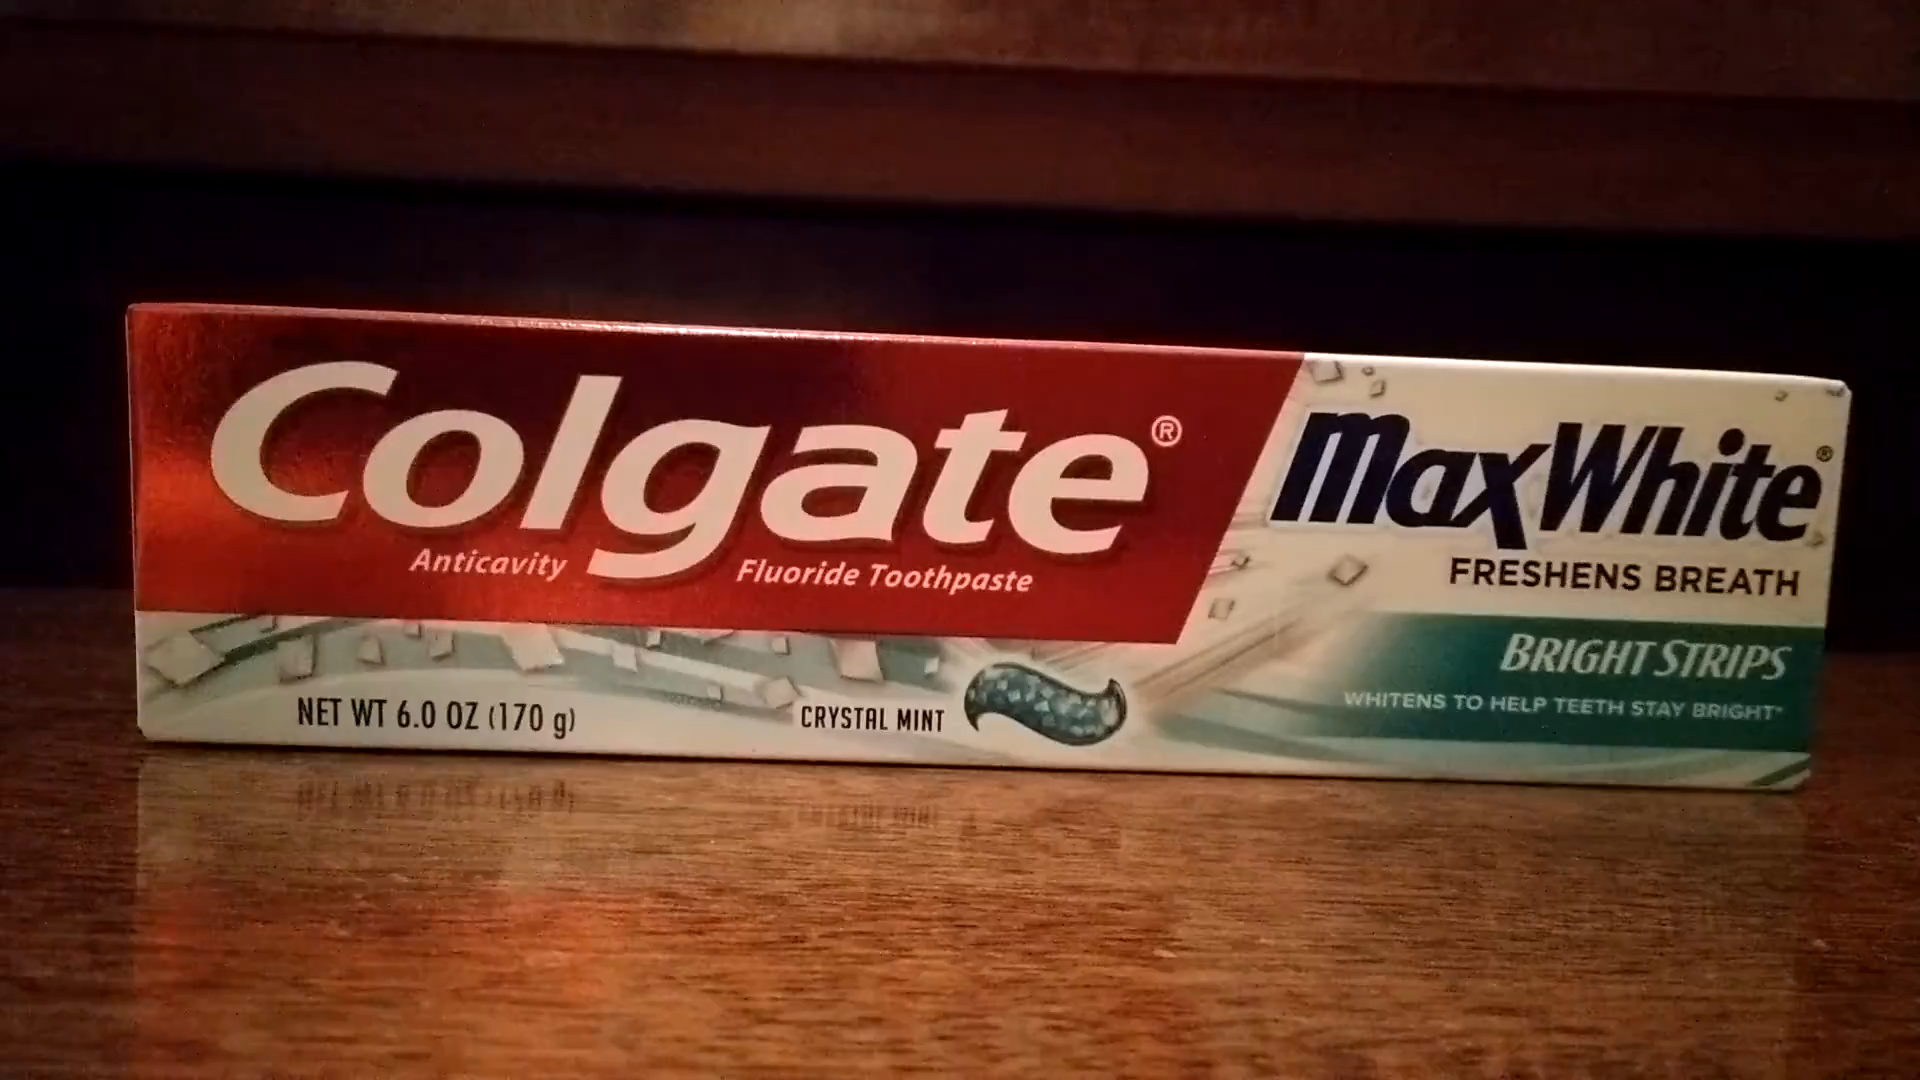 Colgate®
Anticavity Fluoride Toothpaste
MaxWhite®
FRESHENS BREATH
BRIGHT STRIPS
WHITENS TO HELP TEETH STAY BRIGHT*
NET WT 6.0 OZ (170 g)
CRYSTAL MINT